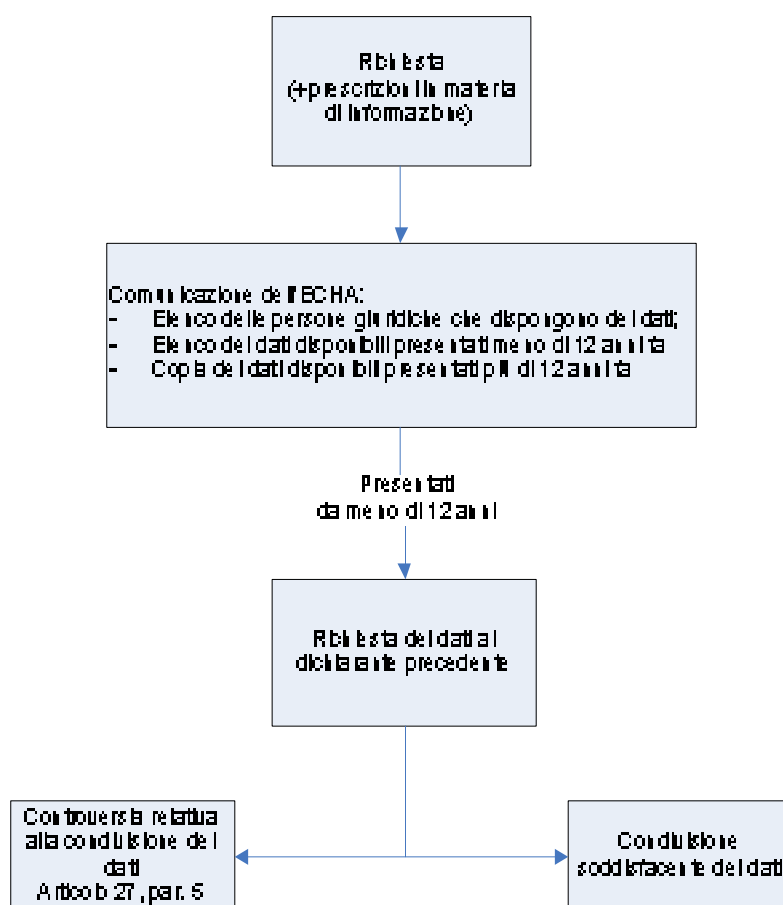 Richiesta
(+prescrizioni in materia
di informazione)
Comunicazione dell'ECHA:
- Elenco delle persone giuridiche che dispongono dei dati;
- Elenco dei dati disponibili presentati meno di 12 anni fa
- Copia dei dati disponibili presentati più di 12 anni fa
Presentati
da meno di 12 anni
Richiesta dei dati al
dichiarante precedente
Controversia relativa
alla condivisione dei
dati
Articolo 27, par. 5
Condivisione
soddisfacente dei dati